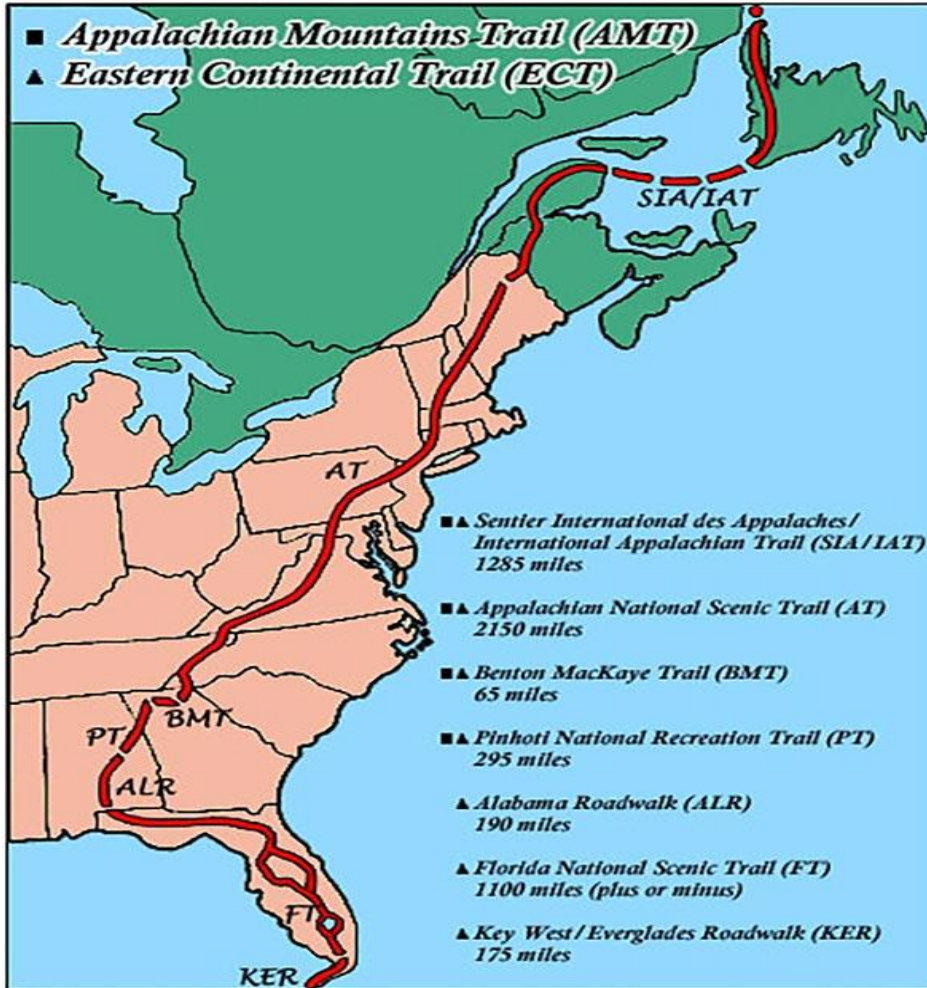 ■ Appalachian Mountains Trail (AMT)
▲ Eastern Continental Trail (ECT)
SIA/IAT
AT
■▲ Sentier International des Appalaches/
International Appalachian Trail (SIA/IAT)
1285 miles
■▲ Appalachian National Scenic Trail (AT)
2150 miles
■▲ Benton MacKaye Trail (BMT)
65 miles
BMT
PT
■▲ Pinhoti National Recreation Trail (PT)
295 miles
ALR
▲ Alabama Roadwalk (ALR)
190 miles
▲ Florida National Scenic Trail (FT)
1100 miles (plus or minus)
FT
▲ Key West/Everglades Roadwalk (KER)
175 miles
KER